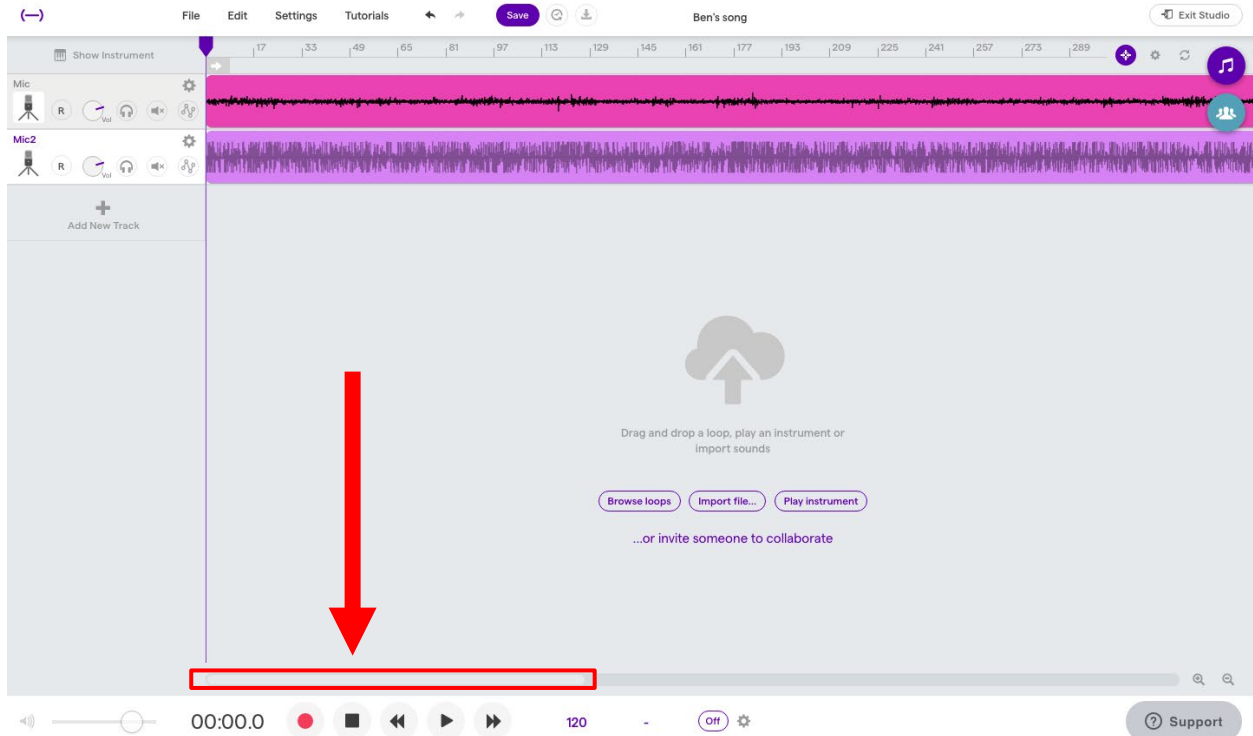 (—) File Edit Settings Tutorials Save Ben's song Exit Studio
Show Instrument 17 33 49 65 81 97 113 129 145 161 177 193 209 225 241 257 273 289
Mic
R Vol
Mic2
R Vol
Add New Track
Drag and drop a loop, play an instrument or
import sounds
Browse loops Import file... Play instrument
...or invite someone to collaborate
00:00.0 120 - Off ? Support